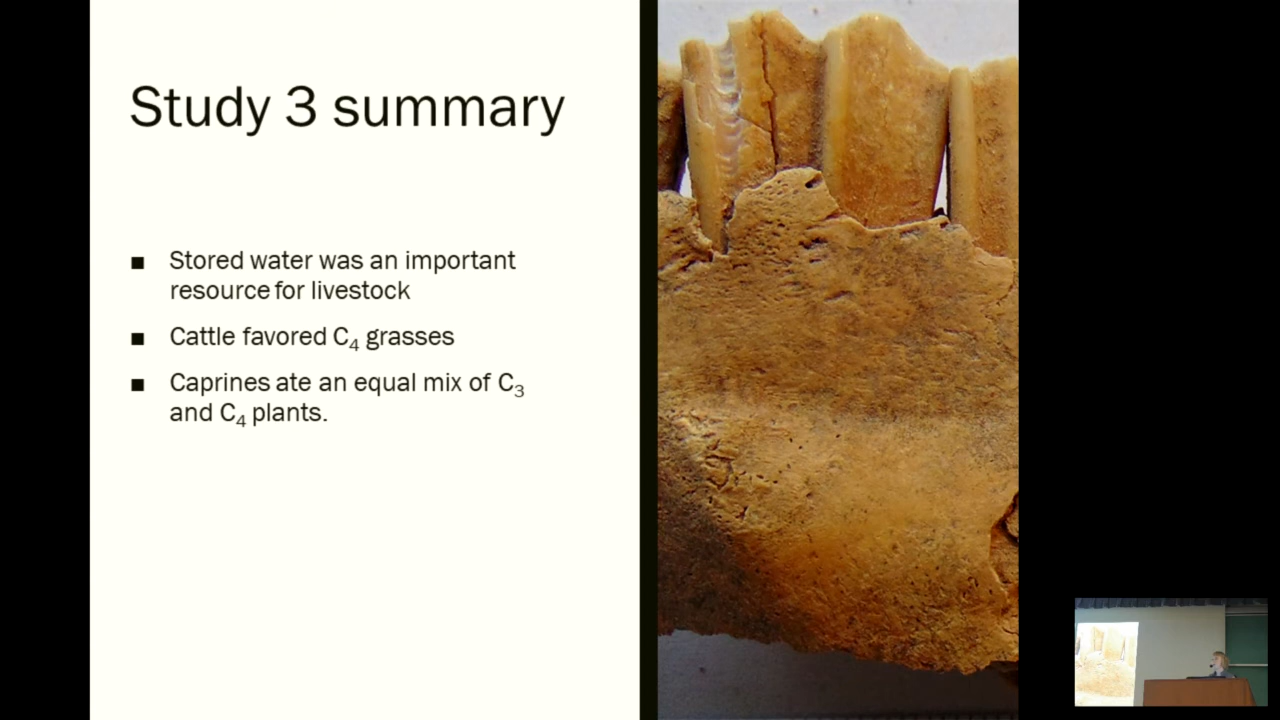 Study 3 summary
■ Stored water was an important
resource for livestock
■ Cattle favored C₄ grasses
■ Caprines ate an equal mix of C₃
and C₄ plants.